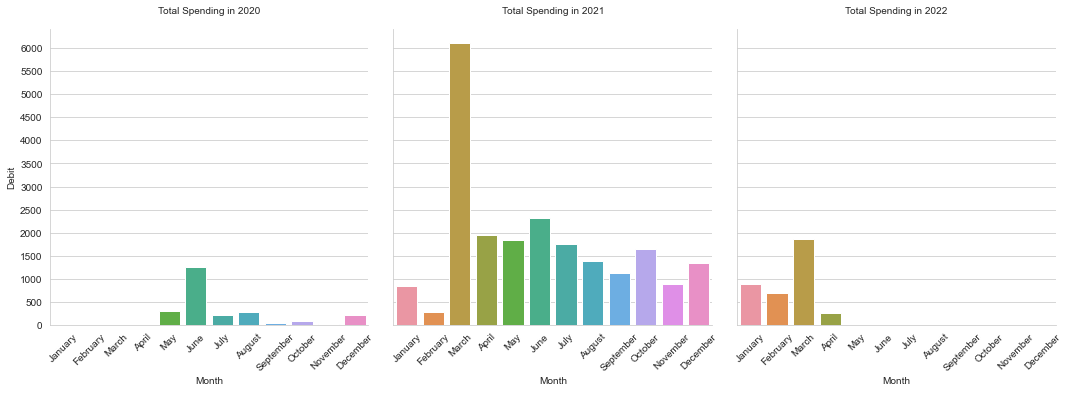 Total Spending in 2020
Total Spending in 2021
Total Spending in 2022
Debit
6000
5500
5000
4500
4000
3500
3000
2500
2000
1500
1000
500
0
January
February
March
April
May
June
July
August
September
October
November
December
Month
January
February
March
April
May
June
July
August
September
October
November
December
Month
January
February
March
April
May
June
July
August
September
October
November
December
Month